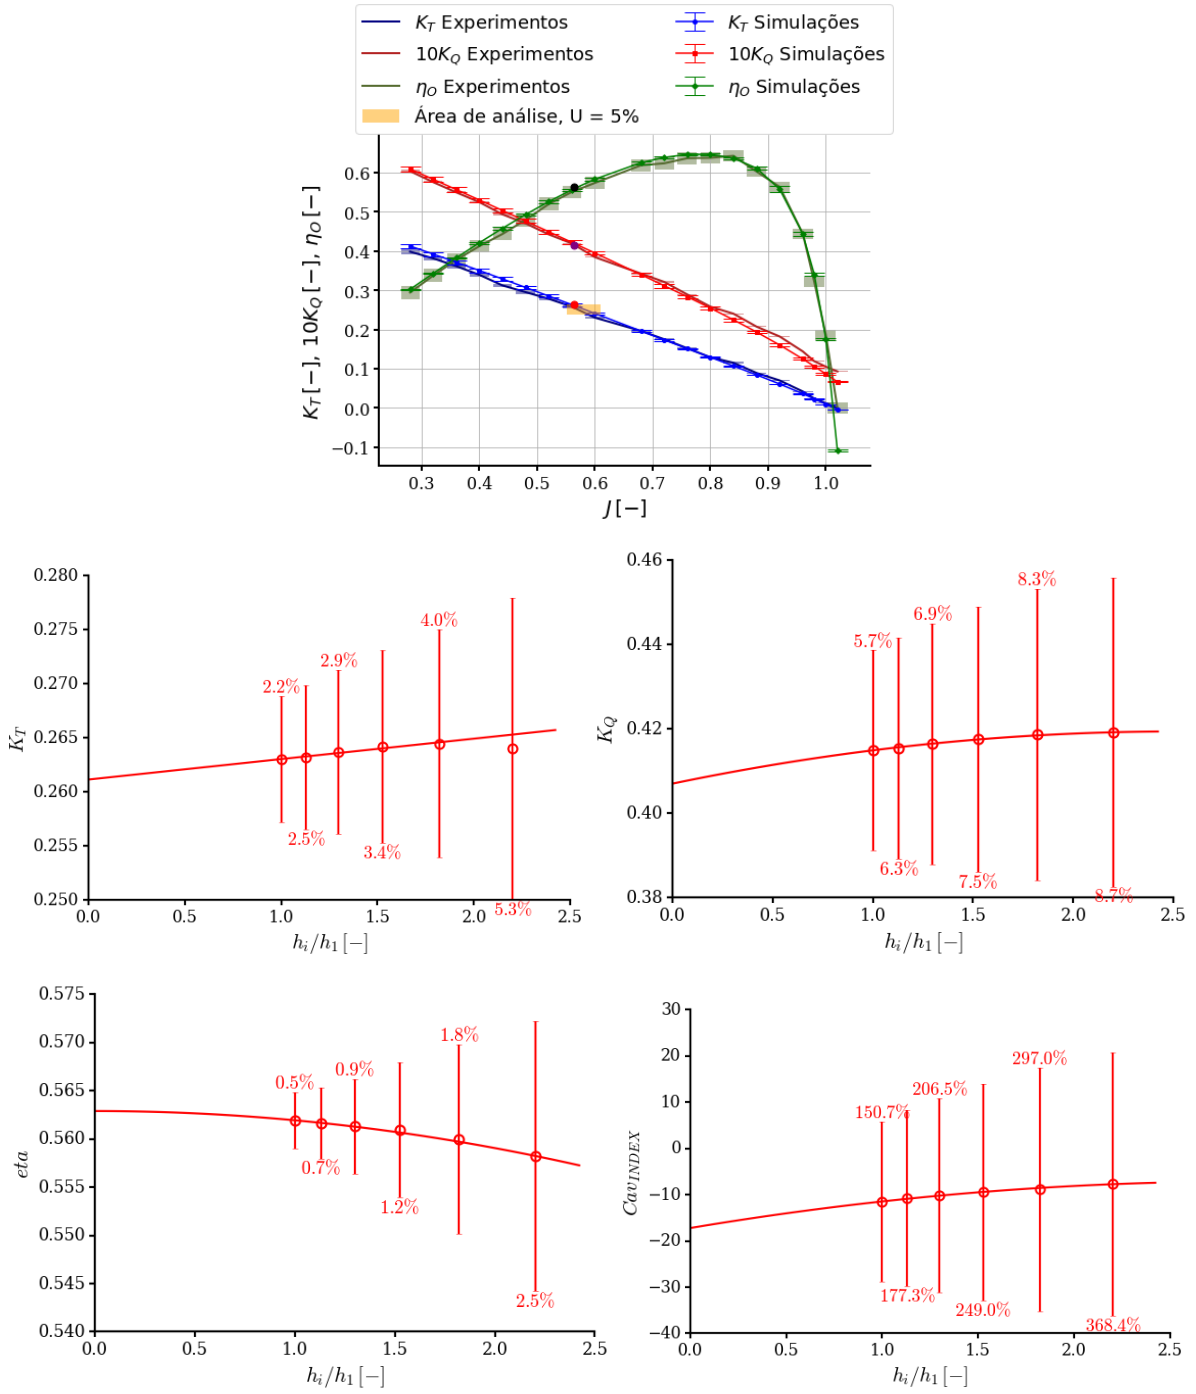 K_T Experimentos
10K_Q Experimentos
η_O Experimentos
Área de análise, U = 5%
K_T Simulações
10K_Q Simulações
η_O Simulações
K_T [−], 10K_Q [−], η_O [−]
0.6
0.5
0.4
0.3
0.2
0.1
0.0
−0.1
0.3 0.4 0.5 0.6 0.7 0.8 0.9 1.0
J [−]
K_T
0.280
0.275
0.270
0.265
0.260
0.255
0.250
2.2%
2.5%
2.9%
3.4%
4.0%
5.3%
0.0 0.5 1.0 1.5 2.0 2.5
h_i/h_1 [−]
K_Q
0.46
0.44
0.42
0.40
0.38
5.7%
6.3%
6.9%
7.5%
8.3%
8.7%
0.0 0.5 1.0 1.5 2.0 2.5
h_i/h_1 [−]
eta
0.575
0.570
0.565
0.560
0.555
0.550
0.545
0.540
0.5%
0.7%
0.9%
1.2%
1.8%
2.5%
0.0 0.5 1.0 1.5 2.0 2.5
h_i/h_1 [−]
Cav_INDEX
30
20
10
0
−10
−20
−30
−40
150.7%
177.3%
206.5%
249.0%
297.0%
368.4%
0.0 0.5 1.0 1.5 2.0 2.5
h_i/h_1 [−]